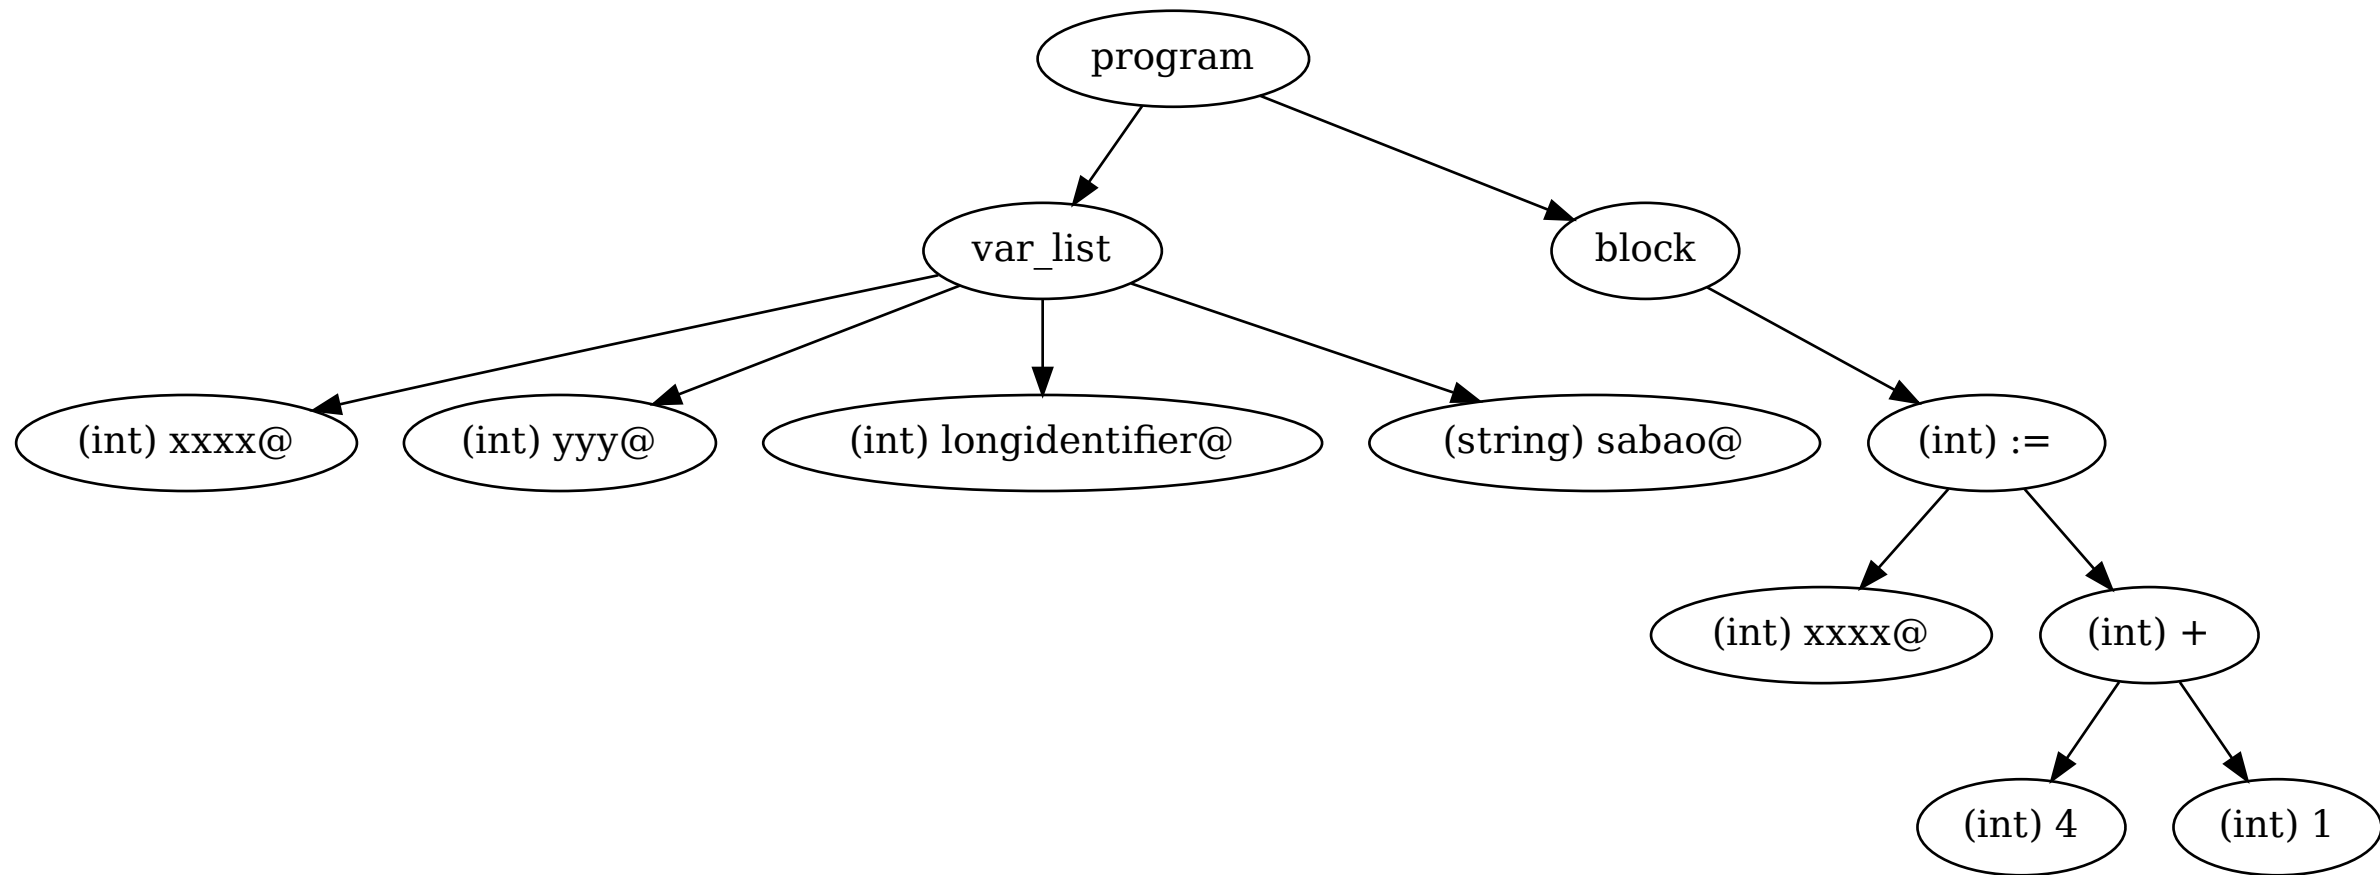 program
var_list
block
(int) xxxx@
(int) yyy@
(int) longidentifier@
(string) sabao@
(int) :=
(int) xxxx@
(int) +
(int) 4
(int) 1